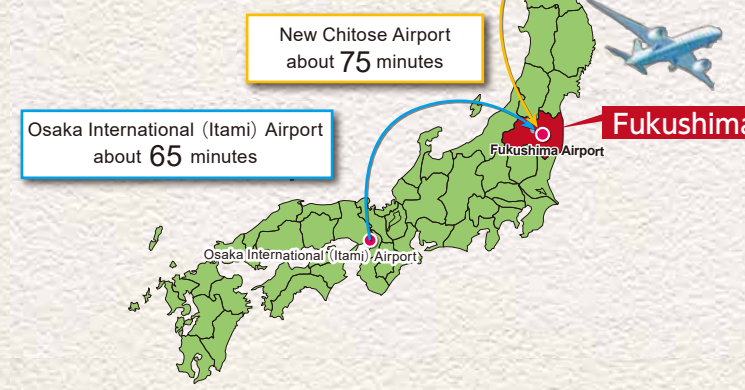 New Chitose Airport
about 75 minutes
Osaka International (Itami) Airport
about 65 minutes
Fukushima
Fukushima Airport
Osaka International (Itami) Airport